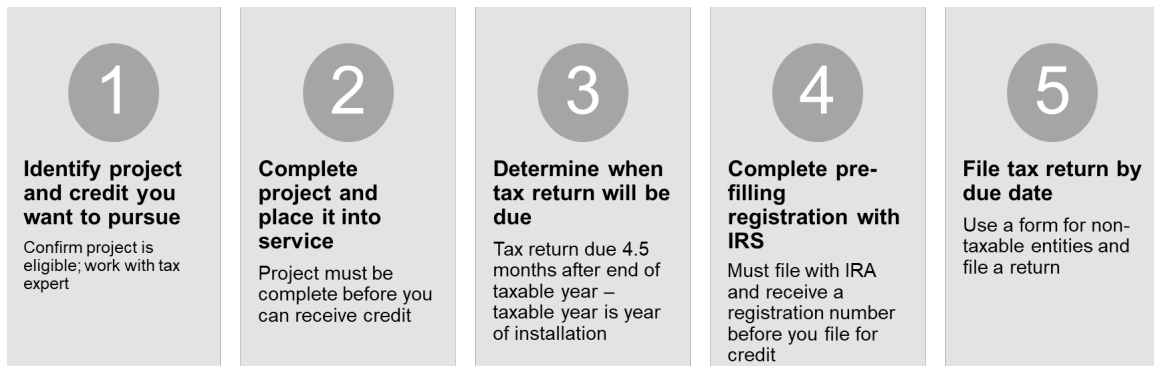 1
Identify project
and credit you
want to pursue
Confirm project is
eligible; work with tax
expert
2
Complete
project and
place it into
service
Project must be
complete before you
can receive credit
3
Determine when
tax return will be
due
Tax return due 4.5
months after end of
taxable year –
taxable year is year
of installation
4
Complete pre-
filling
registration with
IRS
Must file with IRA
and receive a
registration number
before you file for
credit
5
File tax return by
due date
Use a form for non-
taxable entities and
file a return